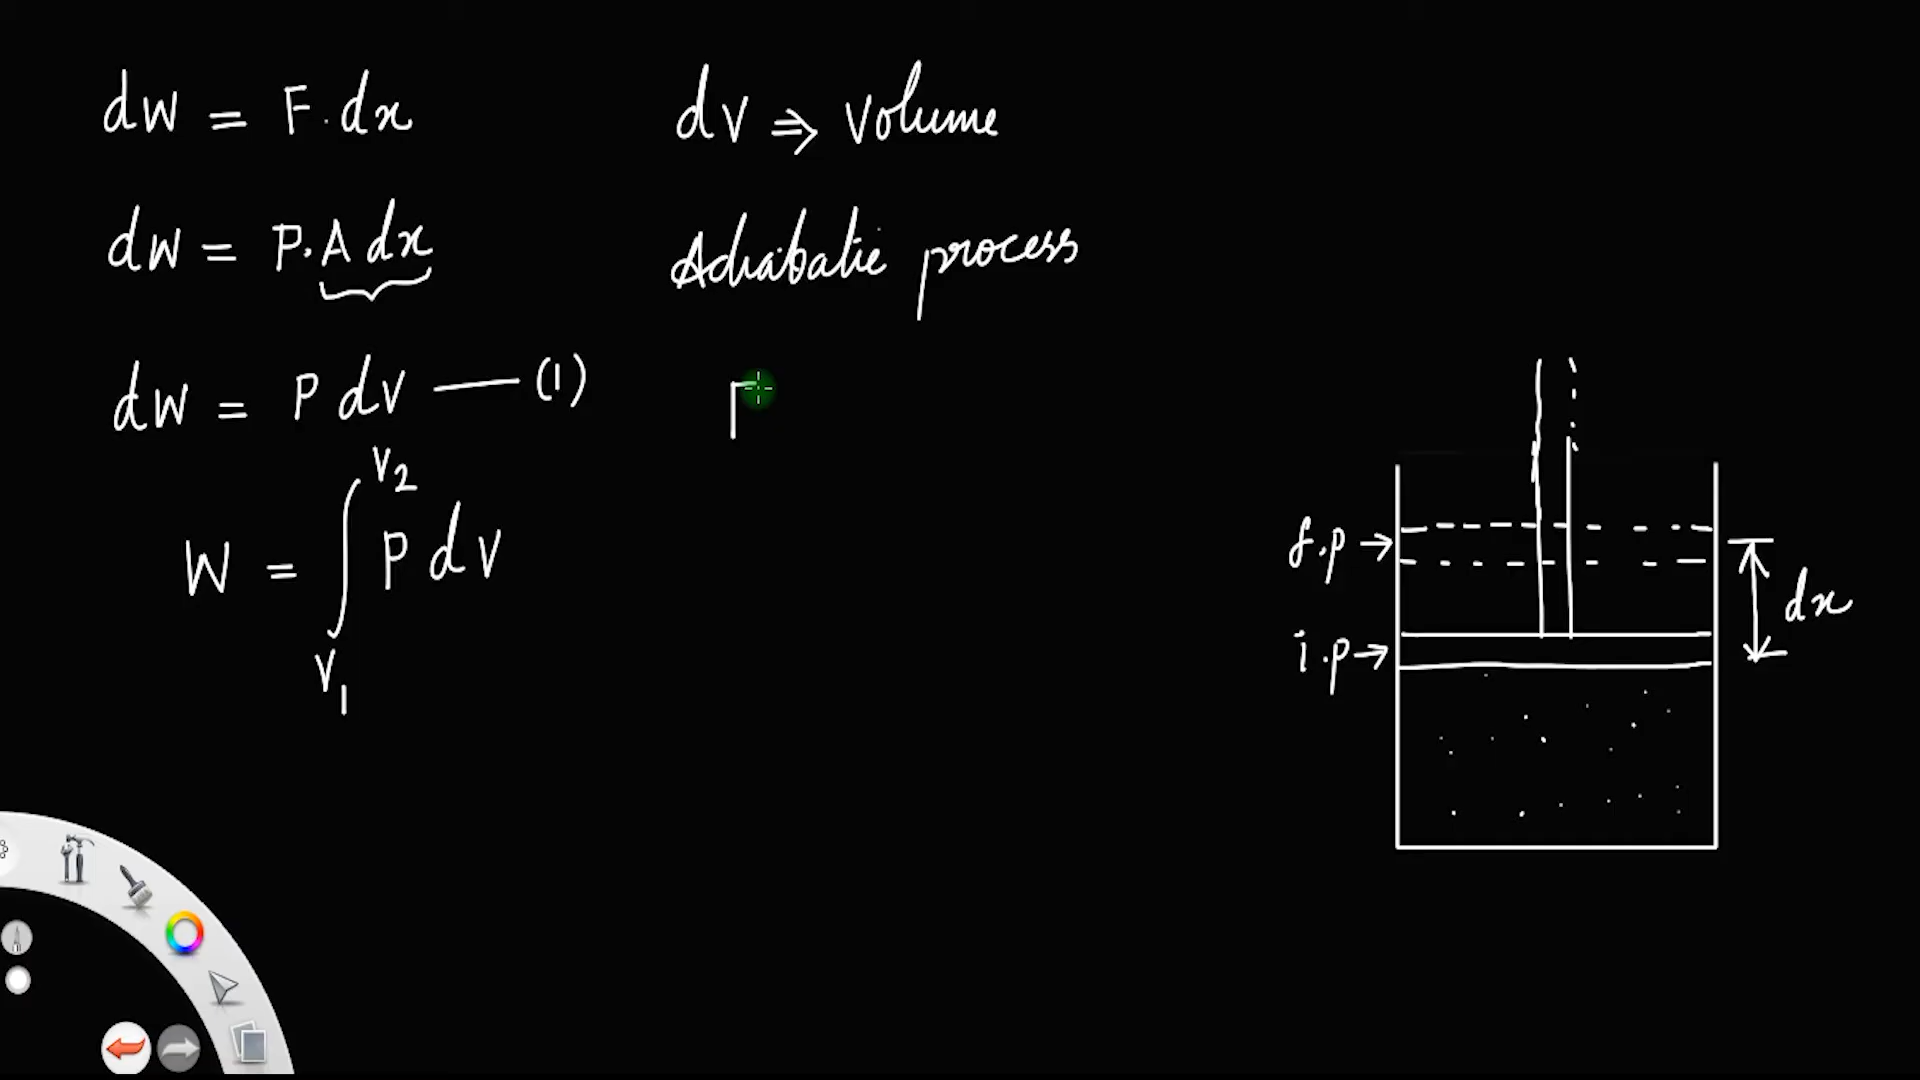 dW = F. dx
dV ⇒ Volume
dW = P. A dx
Adiabatic process
dW = P dV — (1)
W = ∫ P dV
V2
V1
f.p →
i.p →
dx